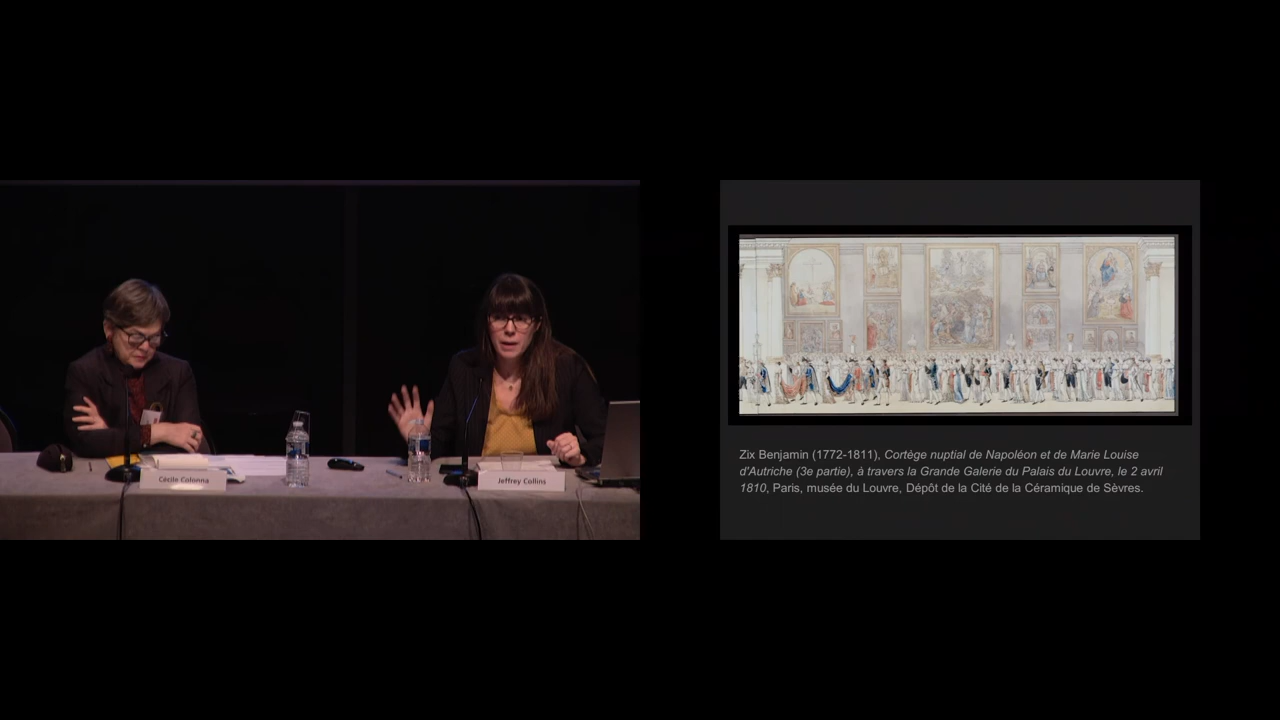 Cécile Colonna
Jeffrey Collins
Zix Benjamin (1772-1811), Cortège nuptial de Napoléon et de Marie Louise
d'Autriche (3e partie), à travers la Grande Galerie du Palais du Louvre, le 2 avril
1810, Paris, musée du Louvre, Dépôt de la Cité de la Céramique de Sèvres.